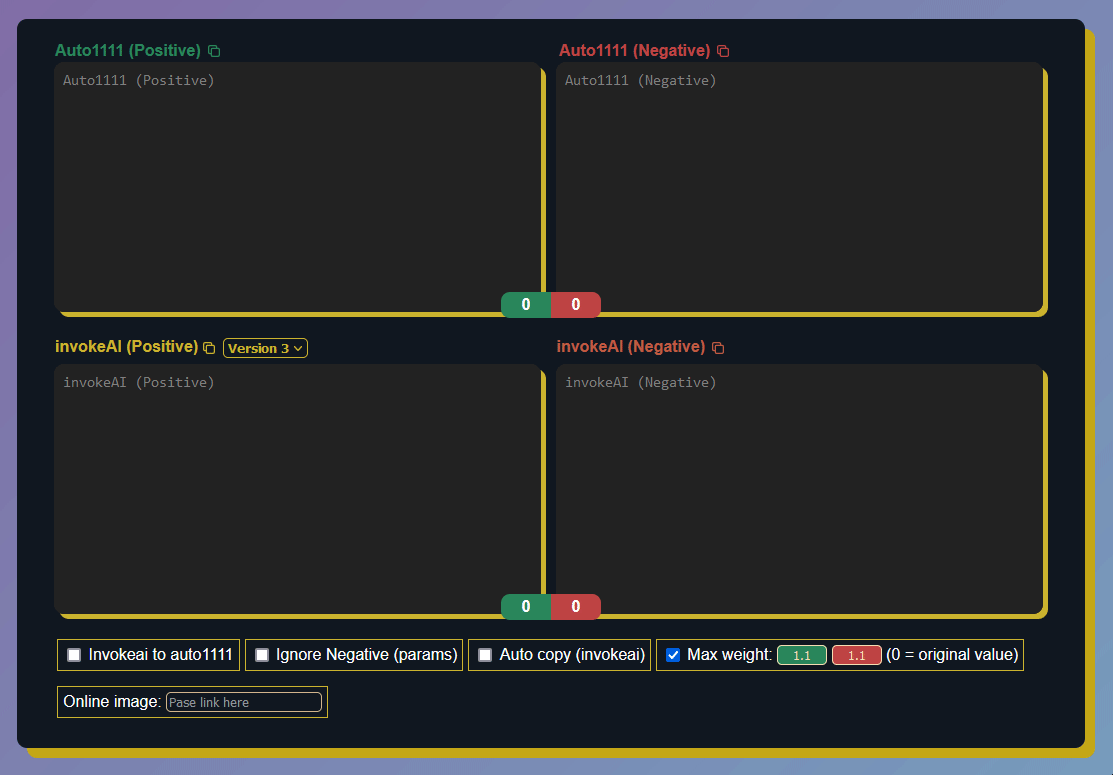 Auto1111 (Positive) Auto1111 (Negative)
Auto1111 (Positive) Auto1111 (Negative)
0 0
invokeAI (Positive) Version 3 invokeAI (Negative)
invokeAI (Positive) invokeAI (Negative)
0 0
Invokeai to auto1111 Ignore Negative (params) Auto copy (invokeai) Max weight: 1.1 1.1 (0 = original value)
Online image: Pase link here